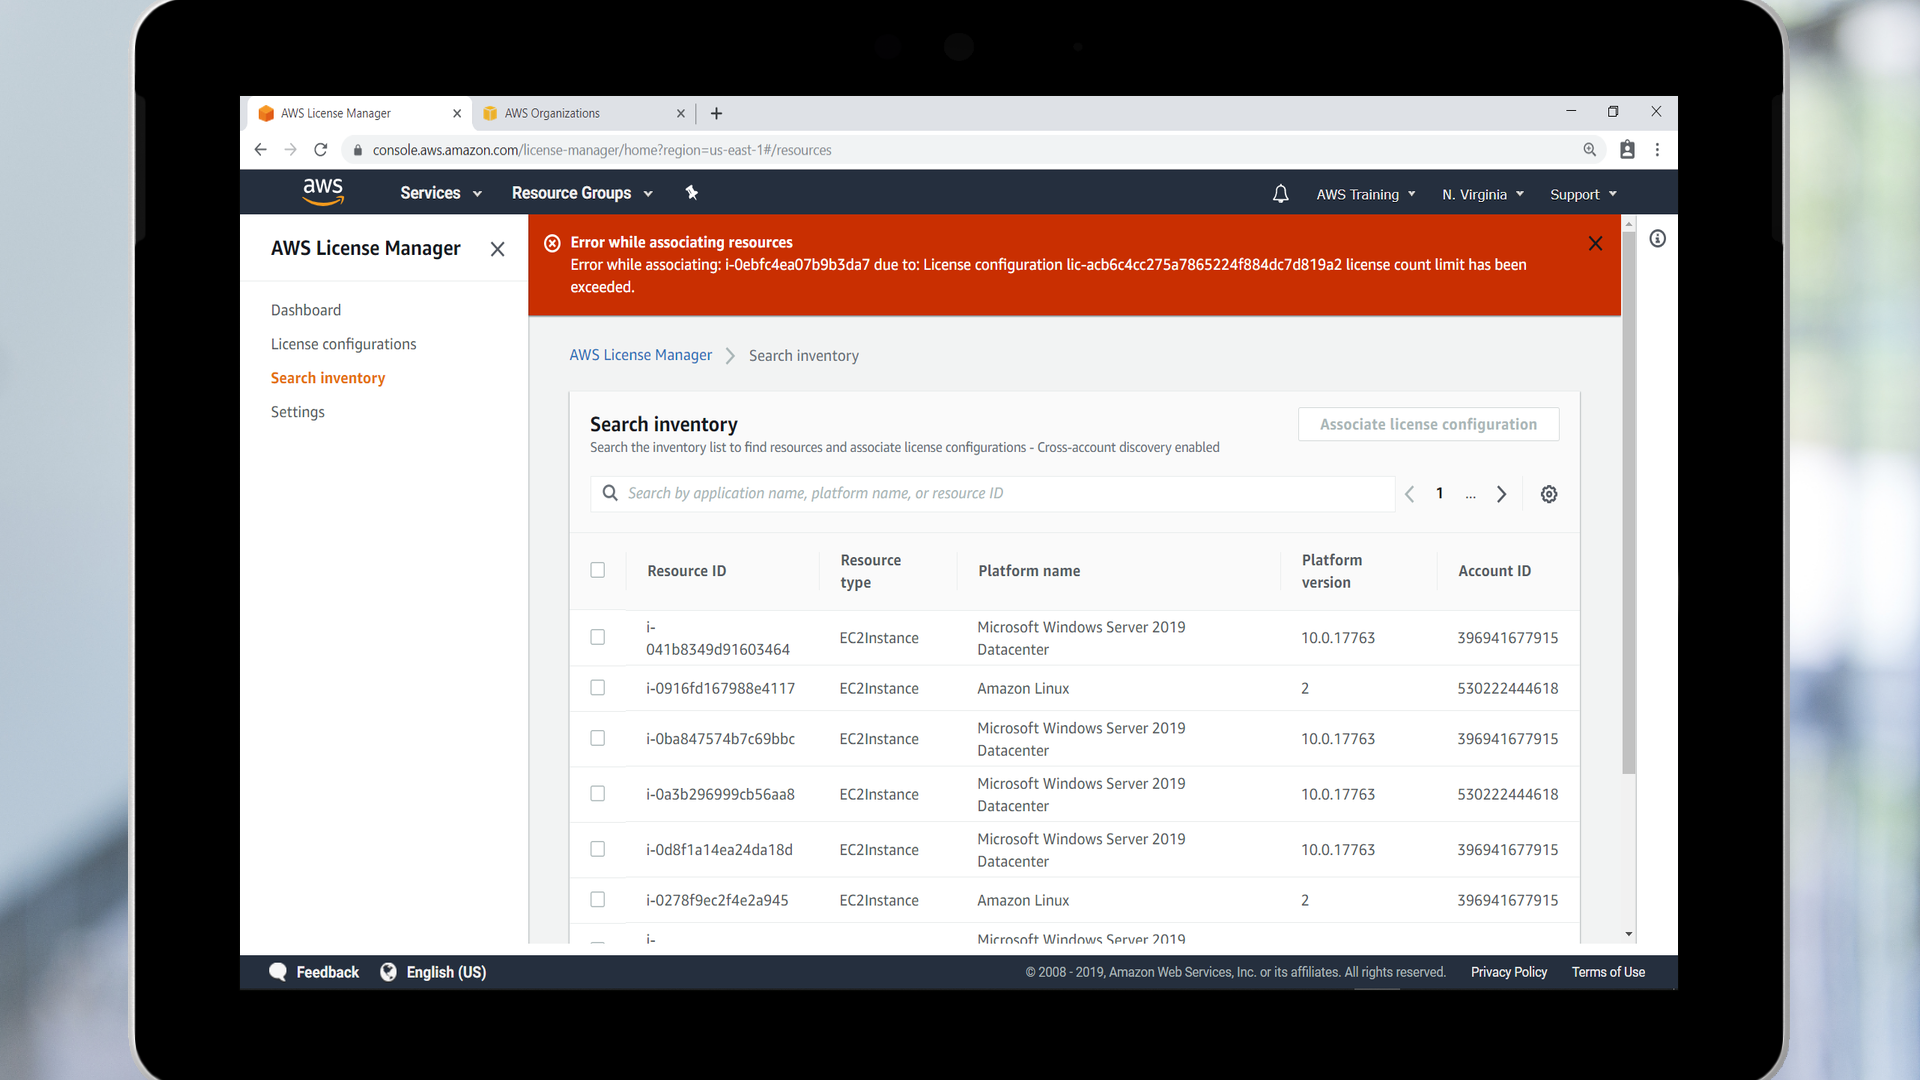 AWS License Manager
AWS Organizations
console.aws.amazon.com/license-manager/home?region=us-east-1#/resources
aws
Services
Resource Groups
AWS Training
N. Virginia
Support
AWS License Manager
Dashboard
License configurations
Search inventory
Settings
Error while associating resources
Error while associating: i-0ebfc4ea07b9b3da7 due to: License configuration lic-acb6c4cc275a7865224f884dc7d819a2 license count limit has been
exceeded.
AWS License Manager
Search inventory
Search inventory
Associate license configuration
Search the inventory list to find resources and associate license configurations - Cross-account discovery enabled
Search by application name, platform name, or resource ID
1 ...
Resource ID
Resource
type
Platform name
Platform
version
Account ID
i-
041b8349d91603464
EC2Instance
Microsoft Windows Server 2019
Datacenter
10.0.17763
396941677915
i-0916fd167988e4117
EC2Instance
Amazon Linux
2
530222444618
i-0ba847574b7c69bbc
EC2Instance
Microsoft Windows Server 2019
Datacenter
10.0.17763
396941677915
i-0a3b296999cb56aa8
EC2Instance
Microsoft Windows Server 2019
Datacenter
10.0.17763
530222444618
i-0d8f1a14ea24da18d
EC2Instance
Microsoft Windows Server 2019
Datacenter
10.0.17763
396941677915
i-0278f9ec2f4e2a945
EC2Instance
Amazon Linux
2
396941677915
i-
Microsoft Windows Server 2019
Feedback
English (US)
© 2008 - 2019, Amazon Web Services, Inc. or its affiliates. All rights reserved.
Privacy Policy
Terms of Use